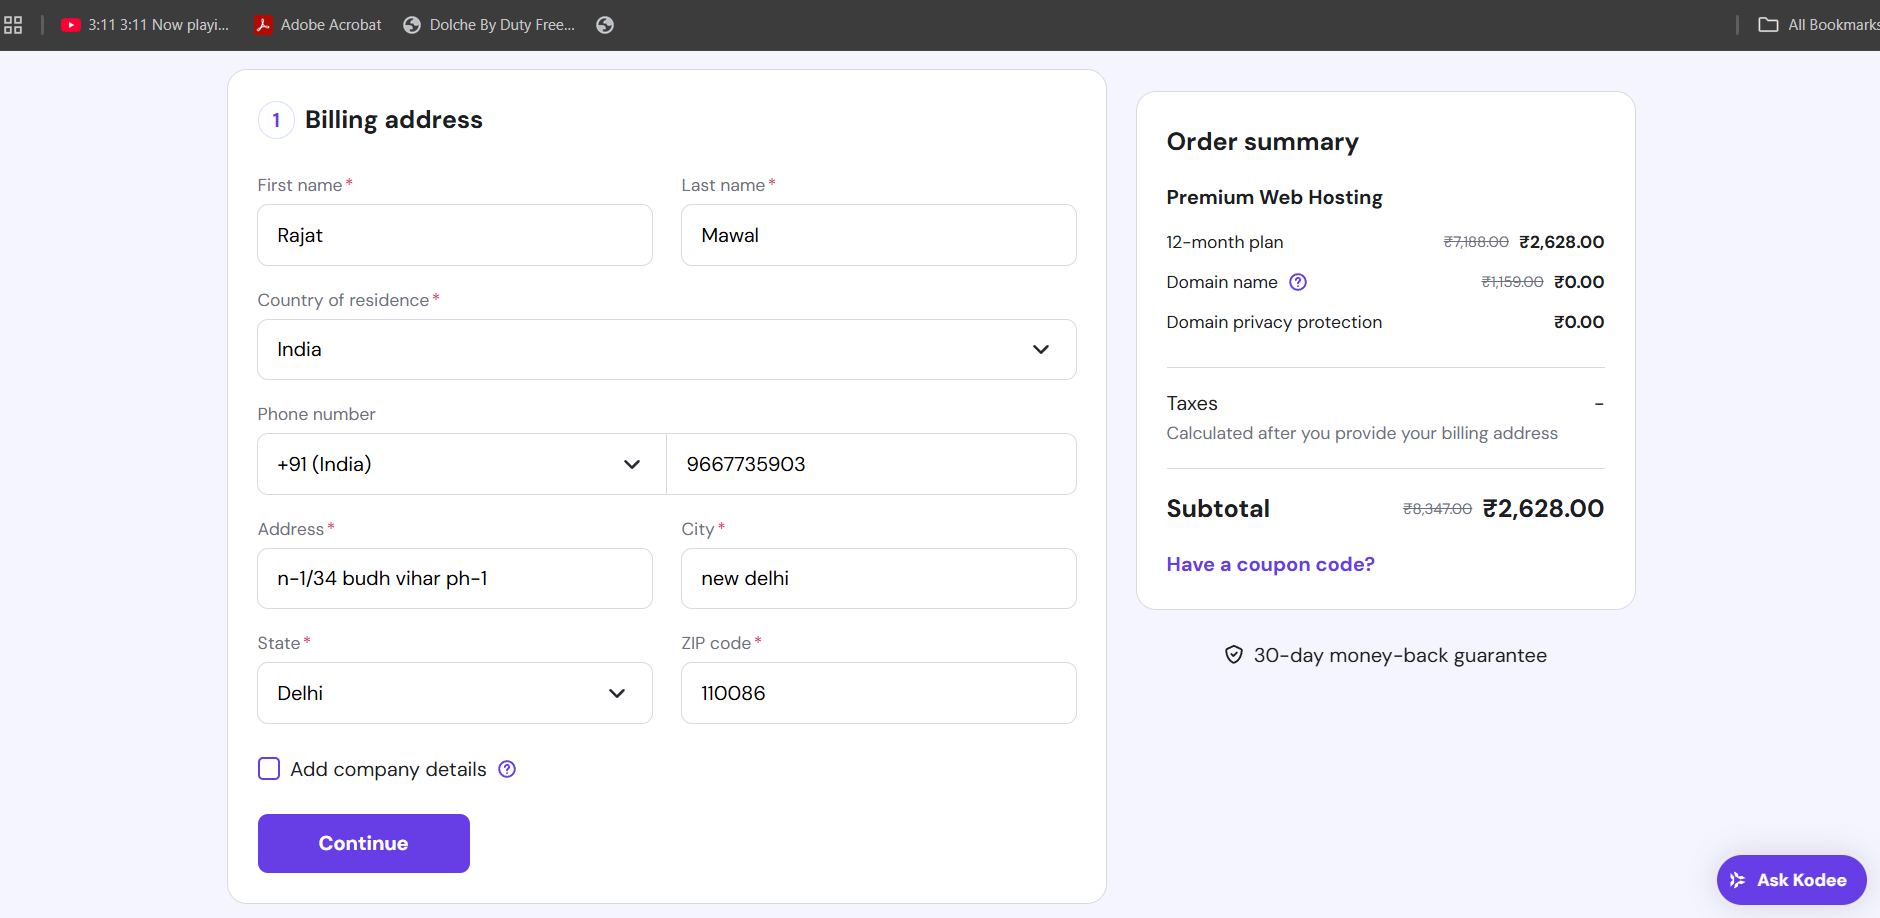 3:11 3:11 Now playi... Adobe Acrobat Dolche By Duty Free... All Bookmarks
1 Billing address
First name* Last name*
Rajat Mawal
Country of residence*
India
Phone number
+91 (India) 9667735903
Address* City*
n-1/34 budh vihar ph-1 new delhi
State* ZIP code*
Delhi 110086
Add company details ?
Continue
Order summary
Premium Web Hosting
12-month plan ₹7,188.00 ₹2,628.00
Domain name ? ₹1,159.00 ₹0.00
Domain privacy protection ₹0.00
Taxes -
Calculated after you provide your billing address
Subtotal ₹8,347.00 ₹2,628.00
Have a coupon code?
30-day money-back guarantee
Ask Kodee